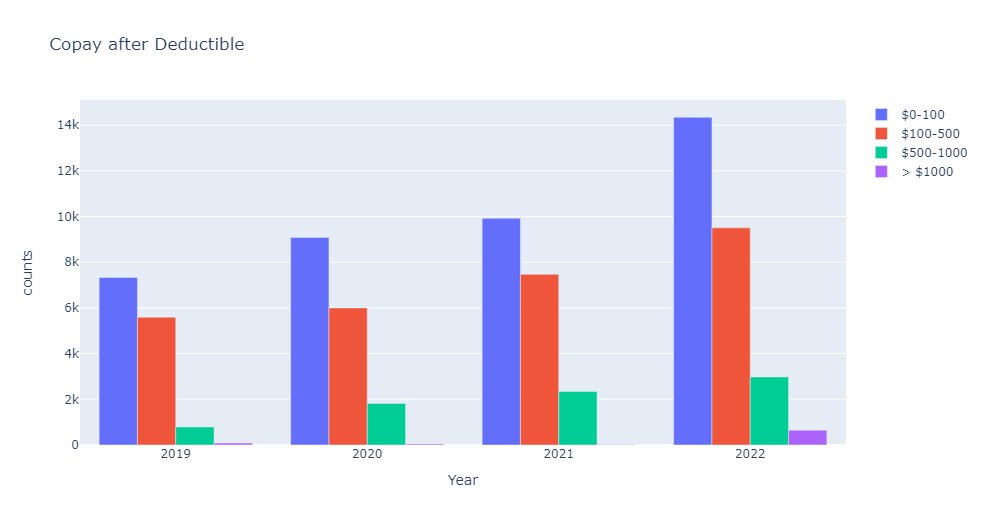 Copay after Deductible
$0-100
$100-500
$500-1000
> $1000
14k
12k
10k
8k
6k
4k
2k
0
counts
2019
2020
2021
2022
Year